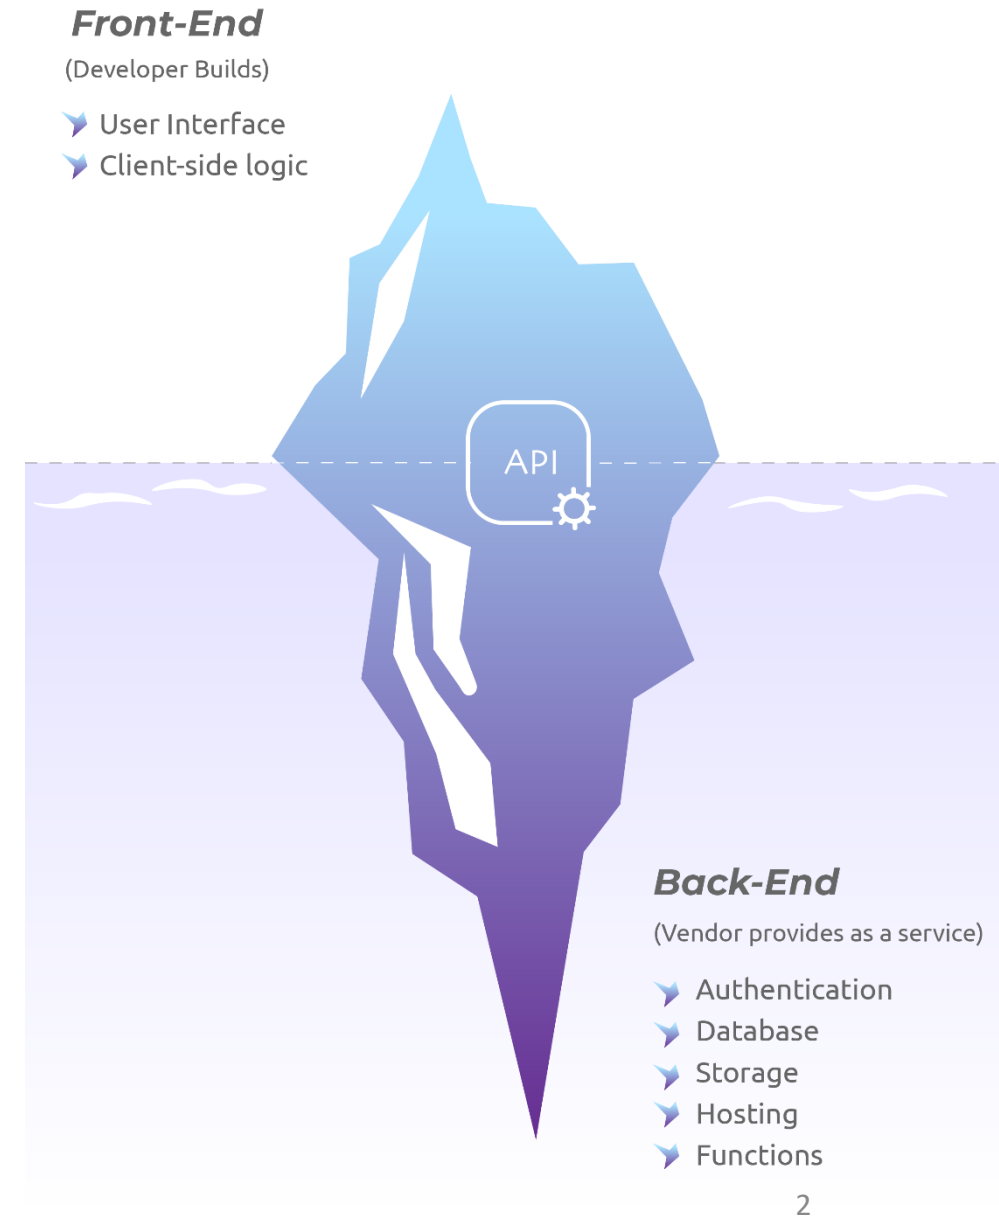 Front-End
(Developer Builds)
User Interface
Client-side logic
API
Back-End
(Vendor provides as a service)
Authentication
Database
Storage
Hosting
Functions
2